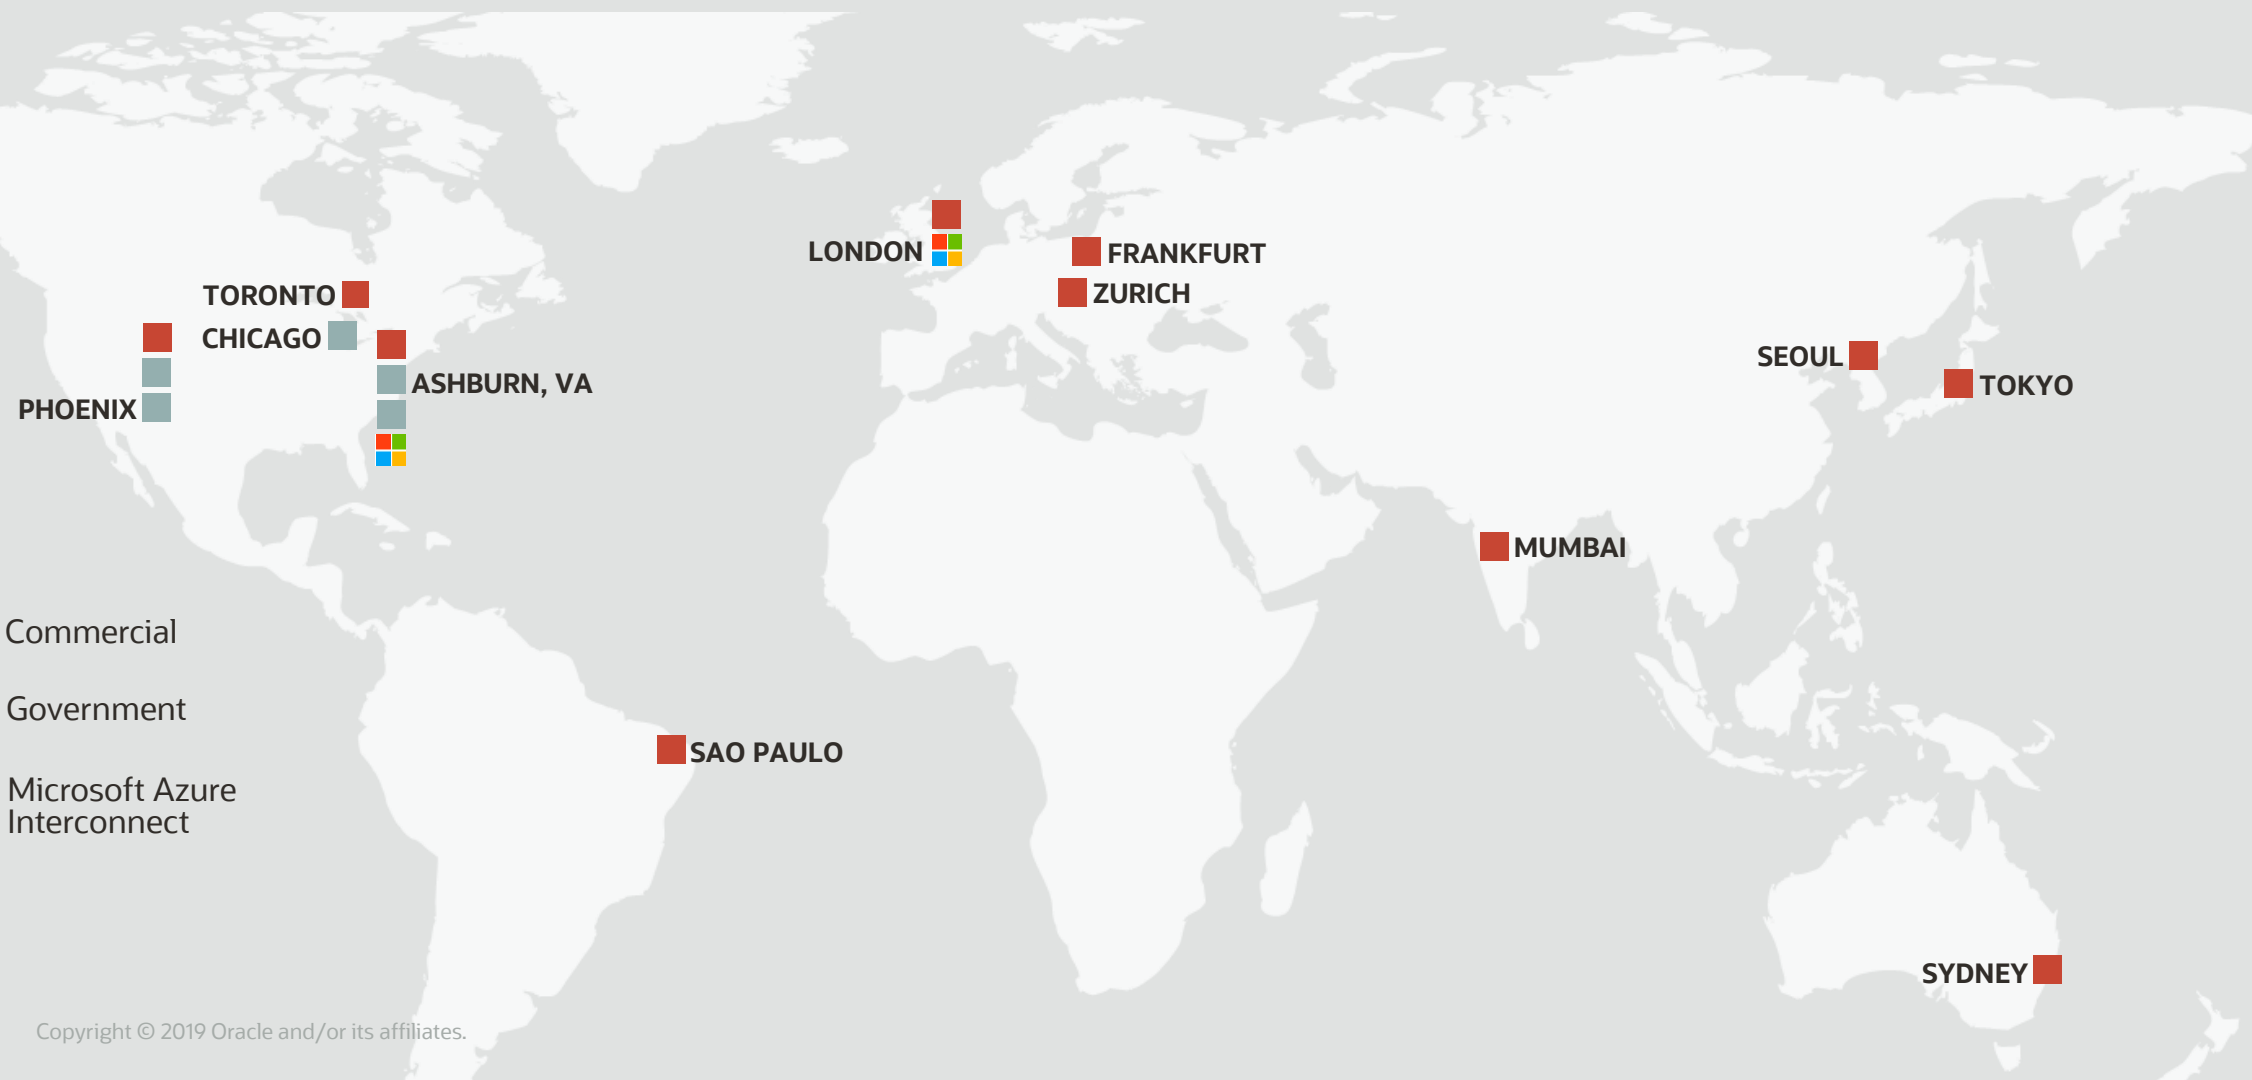 LONDON
FRANKFURT
TORONTO
ZURICH
CHICAGO
SEOUL
ASHBURN, VA
TOKYO
PHOENIX
MUMBAI
Commercial
Government
SAO PAULO
Microsoft Azure
Interconnect
SYDNEY
Copyright © 2019 Oracle and/or its affiliates.